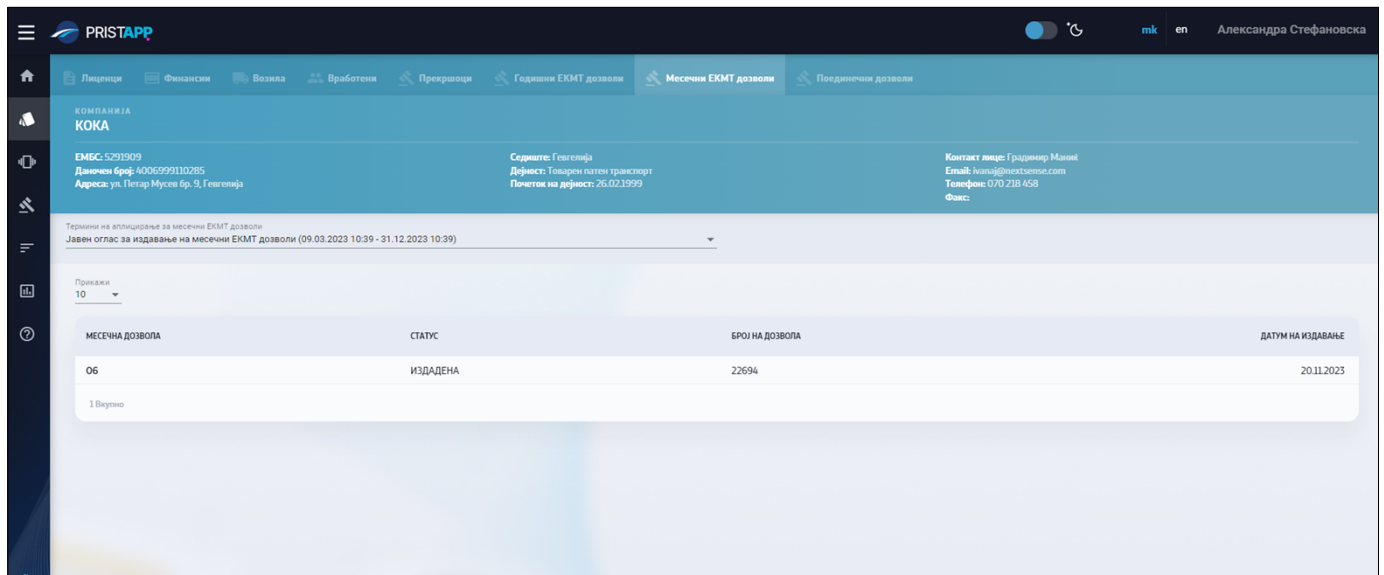 PRISTAPP
mk en Александра Стефановска
Лиценци Финансии Возила Вработени Прекршоци Годишни ЕКМТ дозволи Месечни ЕКМТ дозволи Поединечни дозволи
КОМПАНИЈА
КОКА
ЕМБС: 5291909
Даночен број: 4006999110285
Адреса: ул. Петар Мусев бр. 9, Гевгелија
Седиште: Гевгелија
Дејност: Товарен патен транспорт
Почеток на дејност: 26.02.1999
Контакт лице: Градимир Маниќ
Email: ivanaj@nextsense.com
Телефон: 070 218 458
Факс:
Термини на аплицирање за месечни ЕКМТ дозволи
Јавен оглас за издавање на месечни ЕКМТ дозволи (09.03.2023 10:39 - 31.12.2023 10:39)
Прикажи
10
МЕСЕЧНА ДОЗВОЛА СТАТУС БРОЈ НА ДОЗВОЛА ДАТУМ НА ИЗДАВАЊЕ
06 ИЗДАДЕНА 22694 20.11.2023
1 Вкупно